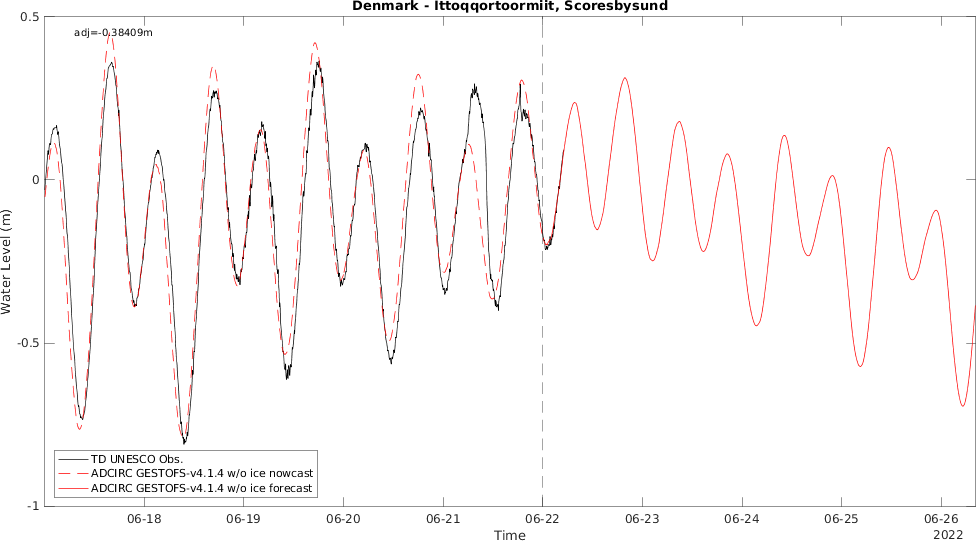 Denmark - Ittoqqortoormiit, Scoresbysund
adj=-0.38409m
0.5
0
-0.5
-1
Water Level (m)
TD UNESCO Obs.
ADCIRC GESTOFS-v4.1.4 w/o ice nowcast
ADCIRC GESTOFS-v4.1.4 w/o ice forecast
06-18 06-19 06-20 06-21 06-22 06-23 06-24 06-25 06-26
Time
2022